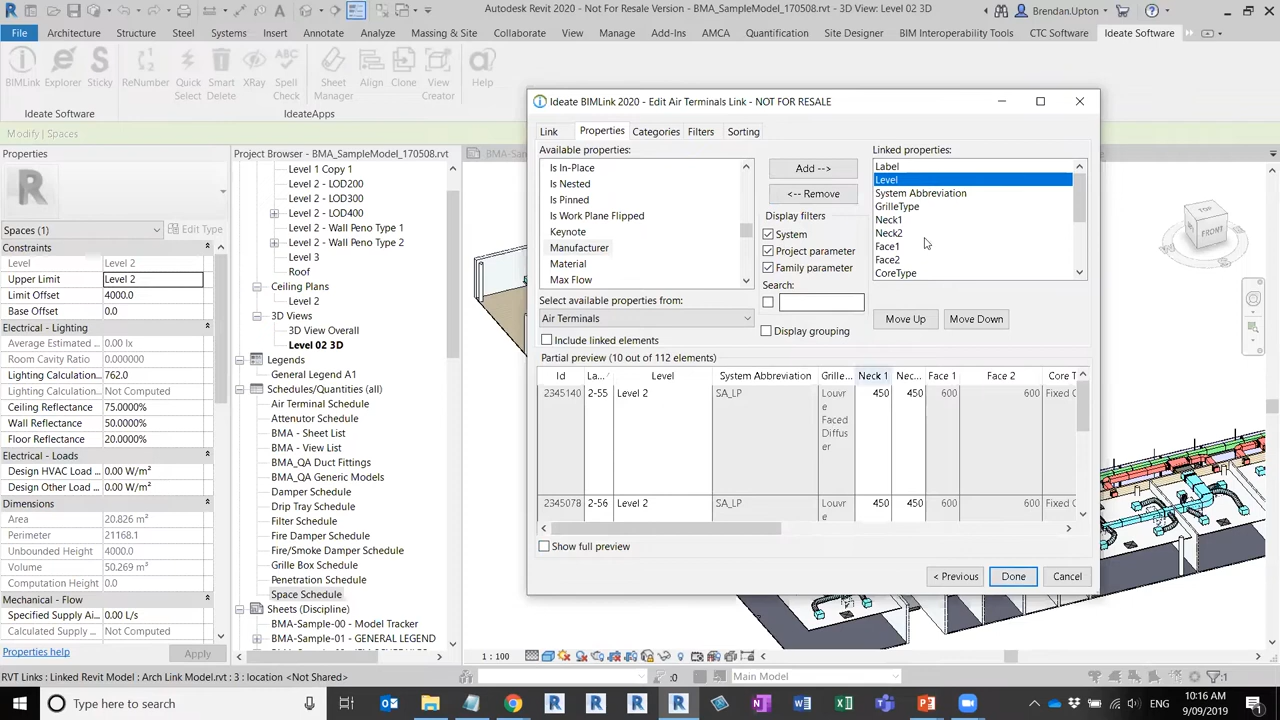 Autodesk Revit 2020 - Not For Resale Version - BMA_SampleModel_170508.rvt - 3D View: Level 02 3D
Brendan.Upton
File Architecture Structure Steel Systems Insert Annotate Analyze Massing & Site Collaborate View Manage Add-Ins AMCA Quantification Site Designer BIM Interoperability Tools CTC Software Ideate Software
BIMLink Explorer Sticky ReNumber Quick Select Smart Delete XRay Spell Check Sheet Manager Align Clone View Creator Help
Ideate Software IdeateApps
Modify | Spaces
Properties
Spaces (1) Edit Type
Constraints
Level Level 2
Upper Limit Level 2
Limit Offset 4000.0
Base Offset 0.0
Electrical - Lighting
Average Estimated ... 0.00 lx
Room Cavity Ratio 0.000000
Lighting Calculation... 762.0
Lighting Calculation... Not Computed
Ceiling Reflectance 75.0000%
Wall Reflectance 50.0000%
Floor Reflectance 20.0000%
Electrical - Loads
Design HVAC Load ... 0.00 W/m²
Design Other Load ... 0.00 W/m²
Dimensions
Area 20.826 m²
Perimeter 21168.1
Unbounded Height 4000.0
Volume 50.269 m³
Computation Height 0.0
Mechanical - Flow
Specified Supply Ai... 0.00 L/s
Calculated Supply ... Not Computed
Properties help Apply
Project Browser - BMA_SampleModel_170508.rvt
Level 1 Copy 1
Level 2 - LOD200
Level 2 - LOD300
Level 2 - LOD400
Level 2 - Wall Peno Type 1
Level 2 - Wall Peno Type 2
Level 3
Roof
Ceiling Plans
Level 2
3D Views
3D View Overall
Level 02 3D
Legends
General Legend A1
Schedules/Quantities (all)
Air Terminal Schedule
Attenutor Schedule
BMA - Sheet List
BMA - View List
BMA_QA Duct Fittings
BMA_QA Generic Models
Damper Schedule
Drip Tray Schedule
Filter Schedule
Fire Damper Schedule
Fire/Smoke Damper Schedule
Grille Box Schedule
Penetration Schedule
Space Schedule
Sheets (Discipline)
BMA-Sample-00 - Model Tracker
BMA-Sample-01 - GENERAL LEGEND
Ideate BIMLink 2020 - Edit Air Terminals Link - NOT FOR RESALE
Link Properties Categories Filters Sorting
Available properties:
Is In-Place
Is Nested
Is Pinned
Is Work Plane Flipped
Keynote
Manufacturer
Material
Max Flow
Select available properties from:
Air Terminals
Include linked elements
Add -->
<-- Remove
Display filters
System
Project parameter
Family parameter
Search:
Display grouping
Linked properties:
Label
Level
System Abbreviation
GrilleType
Neck1
Neck2
Face1
Face2
CoreType
Move Up Move Down
Partial preview (10 out of 112 elements)
Id La... Level System Abbreviation Grille... Neck 1 Nec... Face 1 Face 2 Core T
2345140 2-55 Level 2 SA_LP Louvr 450 450 600 600 Fixed C
e
Faced
Diffus
er
2345078 2-56 Level 2 SA_LP Louvr 450 450 600 600 Fixed C
e
Show full preview
< Previous Done Cancel
TOP
FRONT
1 : 100
RVT Links : Linked Revit Model : Arch Link Model.rvt : 3 : location <Not Shared>
:0 Main Model :1
Type here to search
ENG
10:16 AM
9/09/2019